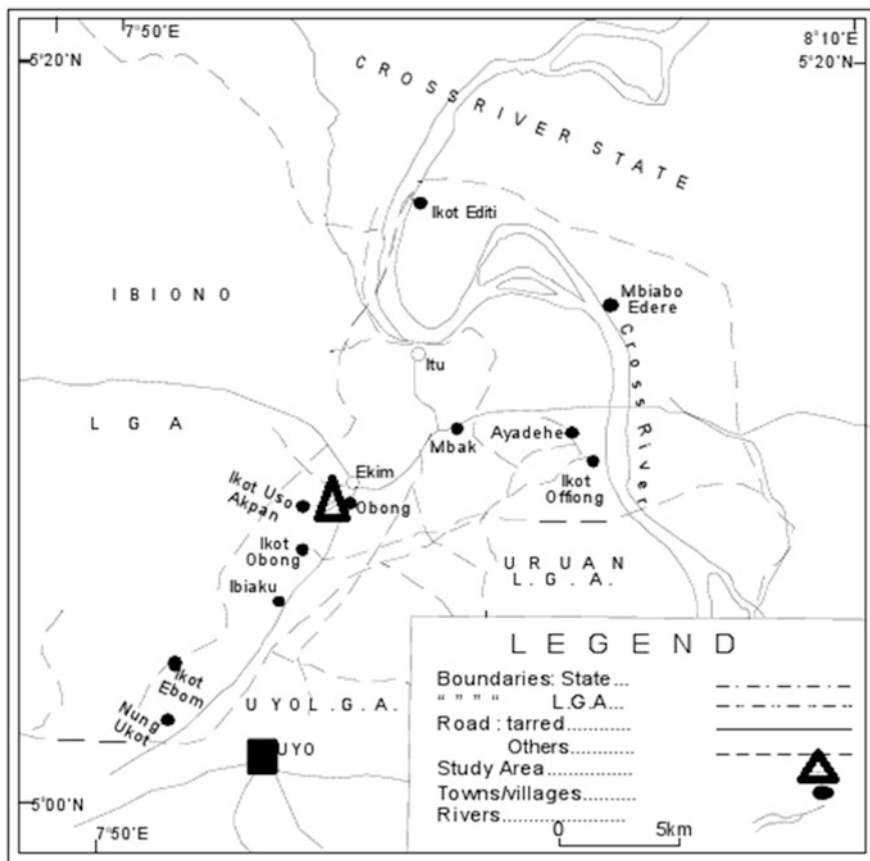 7°50'E
8°10'E
5°20'N
5°20'N
CROSS RIVER STATE
Ikot Editi
IBIONO
Mbiabo
Edere
Cross River
Itu
L G A
Mbak
Ayadehe
Ekim
Ikot Uso
Akpan
Obong
Ikot
Offiong
Ikot
Obong
URUAN
L.G.A.
Ibiaku
LEGEND
Ikot
Ebom
Boundaries: State...
" " " " L.G.A...
UYO L.G.A.
Nung
Ukot
Road : tarred......
Others..........
UYO
Study Area.............
Towns/villages..........
5°00'N
Rivers...................
0 5km
7°50'E